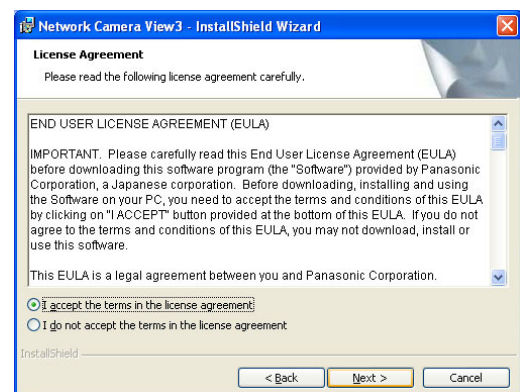 Network Camera View3 - InstallShield Wizard
License Agreement
Please read the following license agreement carefully.
END USER LICENSE AGREEMENT (EULA)
IMPORTANT.  Please carefully read this End User License Agreement (EULA)
before downloading this software program (the "Software") provided by Panasonic
Corporation, a Japanese corporation.  Before downloading, installing and using
the Software on your PC, you need to accept the terms and conditions of this EULA
by clicking on "I ACCEPT" button provided at the bottom of this EULA.  If you do not
agree to the terms and conditions of this EULA, you may not download, install or
use this software.
This EULA is a legal agreement between you and Panasonic Corporation.
I accept the terms in the license agreement
I do not accept the terms in the license agreement
InstallShield
< Back
Next >
Cancel